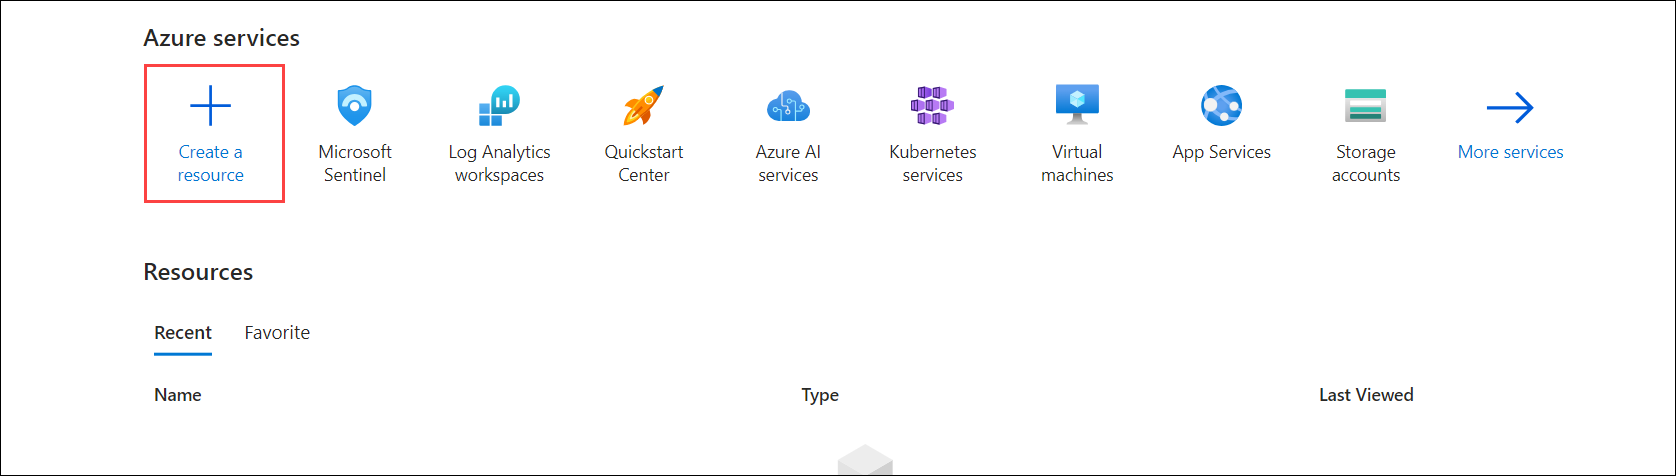 Azure services
Create a
resource
Microsoft
Sentinel
Log Analytics
workspaces
Quickstart
Center
Azure AI
services
Kubernetes
services
Virtual
machines
App Services
Storage
accounts
More services
Resources
Recent
Favorite
Name
Type
Last Viewed